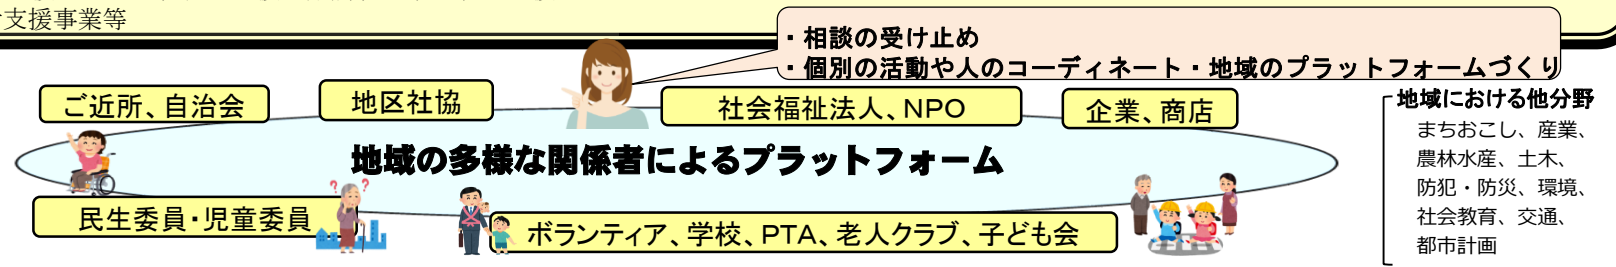 支援事業等
・相談の受け止め
・個別の活動や人のコーディネート・地域のプラットフォームづくり
ご近所、自治会
地区社協
社会福祉法人、NPO
企業、商店
地域の多様な関係者によるプラットフォーム
民生委員・児童委員
ボランティア、学校、PTA、老人クラブ、子ども会
地域における他分野
まちおこし、産業、
農林水産、土木、
防犯・防災、環境、
社会教育、交通、
都市計画
? ?